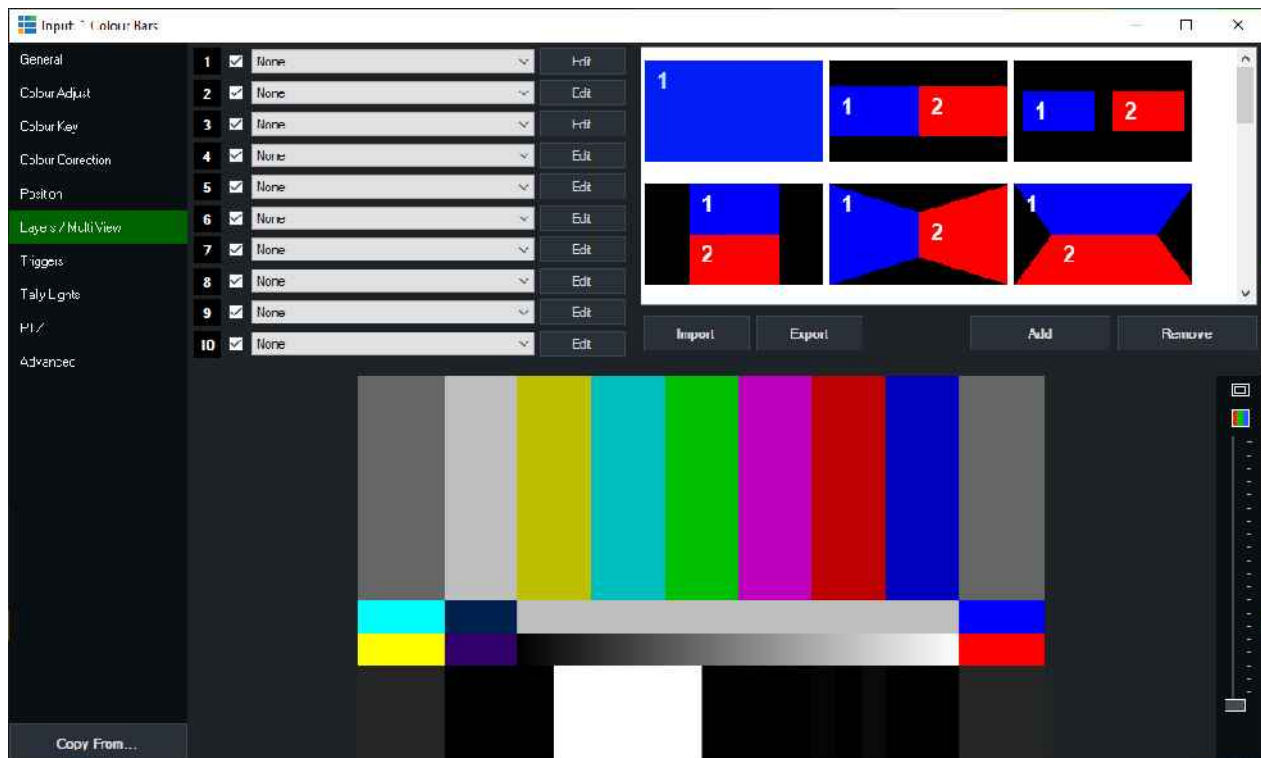 Input: 1 Colour Bars
General
Colour Adjust
Colour Key
Colour Correction
Position
Layers / MultiView
Triggers
Tally Lights
PTZ
Advanced
Copy From...
1 None Edit
2 None Edit
3 None Edit
4 None Edit
5 None Edit
6 None Edit
7 None Edit
8 None Edit
9 None Edit
10 None Edit
1
1 2
1 2
1
2
1 2
1
2
Import Export Add Remove